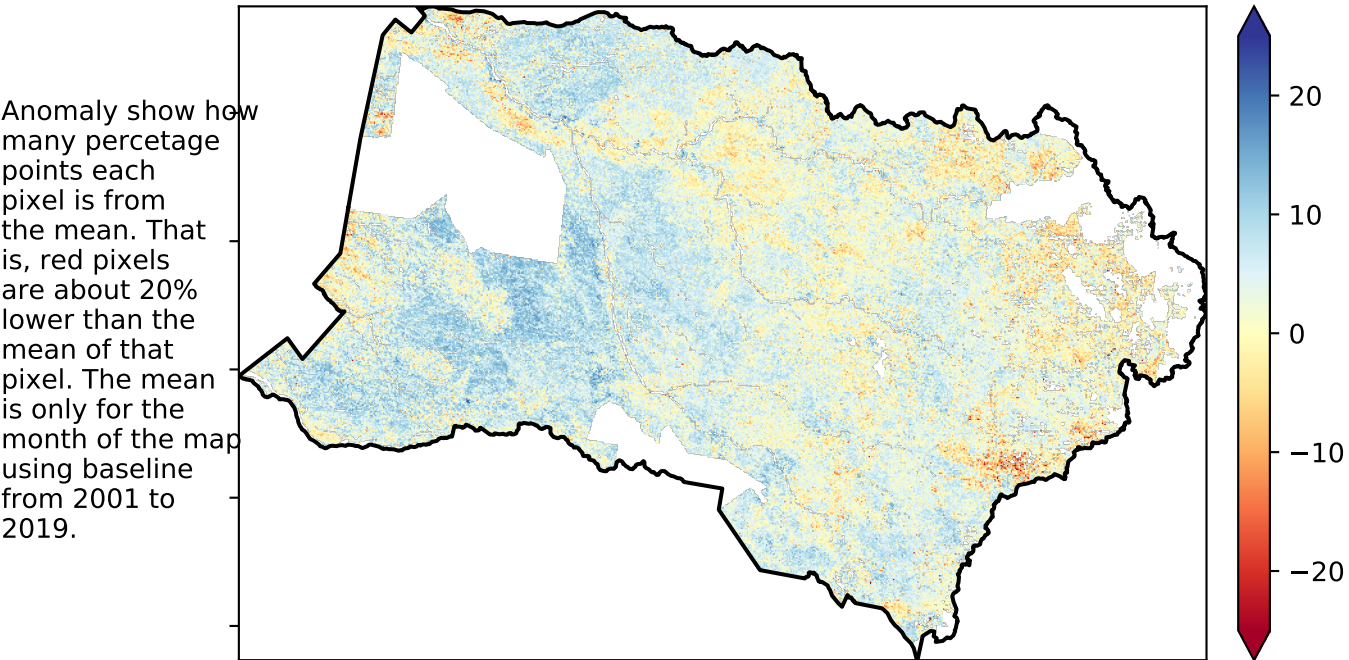 Anomaly show how
many percetage
points each
pixel is from
the mean. That
is, red pixels
are about 20%
lower than the
mean of that
pixel. The mean
is only for the
month of the map
using baseline
from 2001 to
2019.
20
10
0
−10
−20